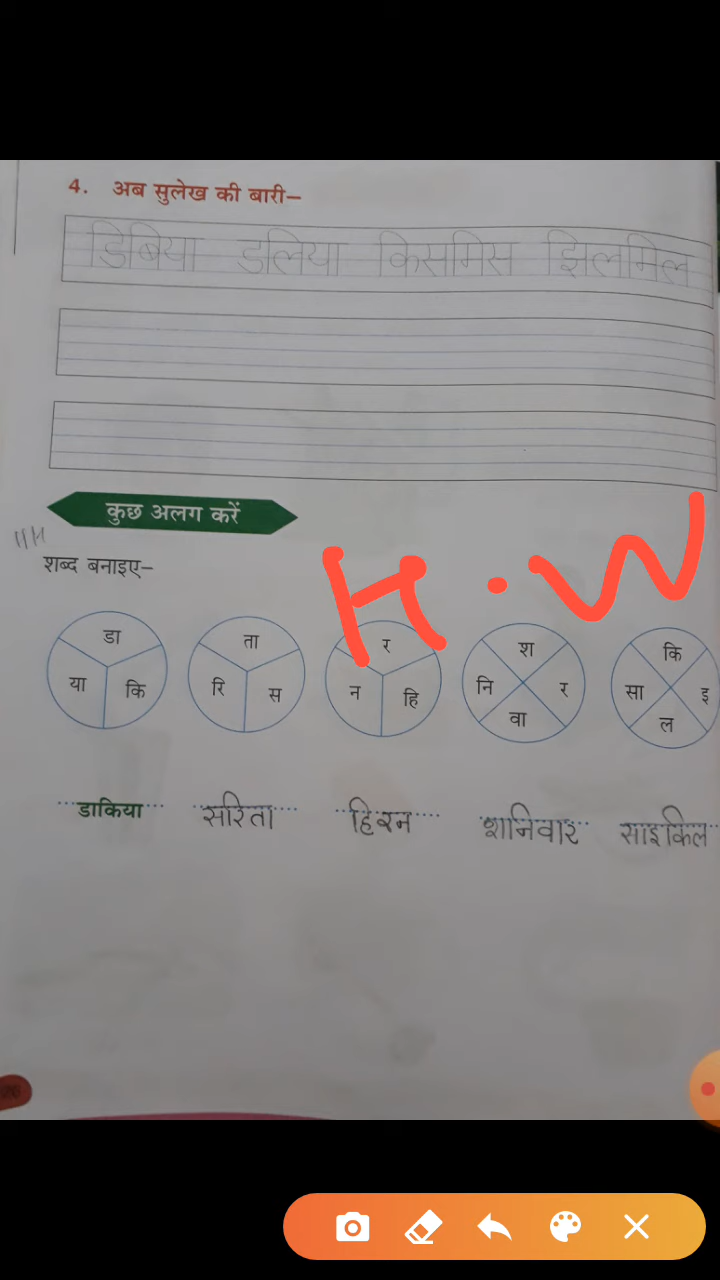 4. अब सुलेख की बारी–
डिबिया डलिया किसमिस झिलमिल
कुछ अलग करें
शब्द बनाइए–
H.W
डा
या कि
ता
रि स
र
न हि
श
नि र
वा
कि
सा इ
ल
डाकिया सरिता हिरन शनिवार साइकिल